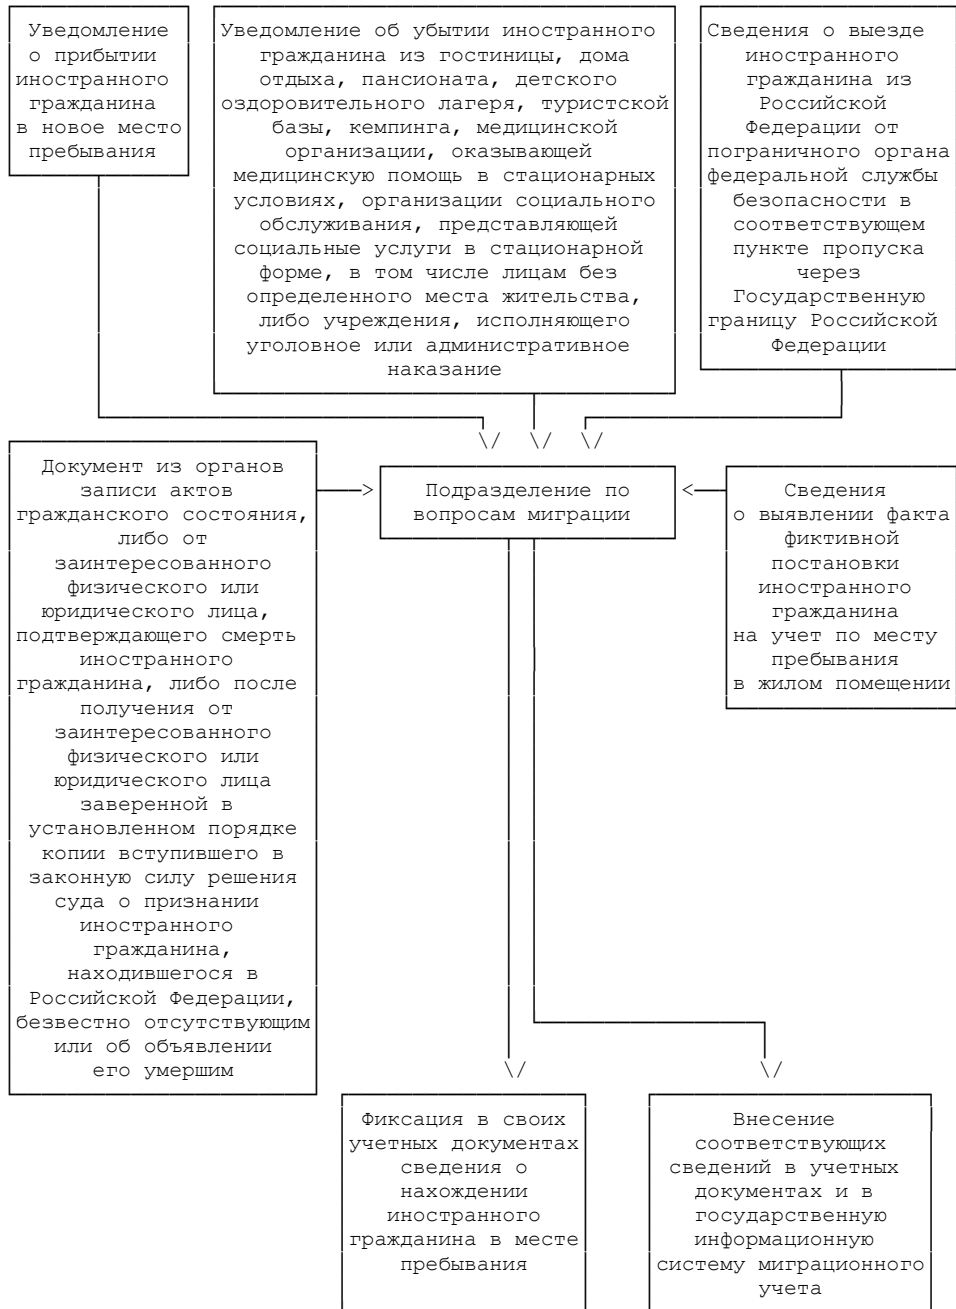 Уведомление
о прибытии
иностранного
гражданина
в новое место
пребывания
Уведомление об убытии иностранного
гражданина из гостиницы, дома
отдыха, пансионата, детского
оздоровительного лагеря, туристской
базы, кемпинга, медицинской
организации, оказывающей
медицинскую помощь в стационарных
условиях, организации социального
обслуживания, представляющей
социальные услуги в стационарной
форме, в том числе лицам без
определенного места жительства,
либо учреждения, исполняющего
уголовное или административное
наказание
Сведения о выезде
иностранного
гражданина из
Российской
Федерации от
пограничного органа
федеральной службы
безопасности в
соответствующем
пункте пропуска
через
Государственную
границу Российской
Федерации
Документ из органов
записи актов
гражданского состояния,
либо от
заинтересованного
физического или
юридического лица,
подтверждающего смерть
иностранного
гражданина, либо после
получения от
заинтересованного
физического или
юридического лица
заверенной в
установленном порядке
копии вступившего в
законную силу решения
суда о признании
иностранного
гражданина,
находившегося в
Российской Федерации,
безвестно отсутствующим
или об объявлении
его умершим
Подразделение по
вопросам миграции
Сведения
о выявлении факта
фиктивной
постановки
иностранного
гражданина
на учет по месту
пребывания
в жилом помещении
Фиксация в своих
учетных документах
сведения о
нахождении
иностранного
гражданина в месте
пребывания
Внесение
соответствующих
сведений в учетных
документах и в
государственную
информационную
систему миграционного
учета